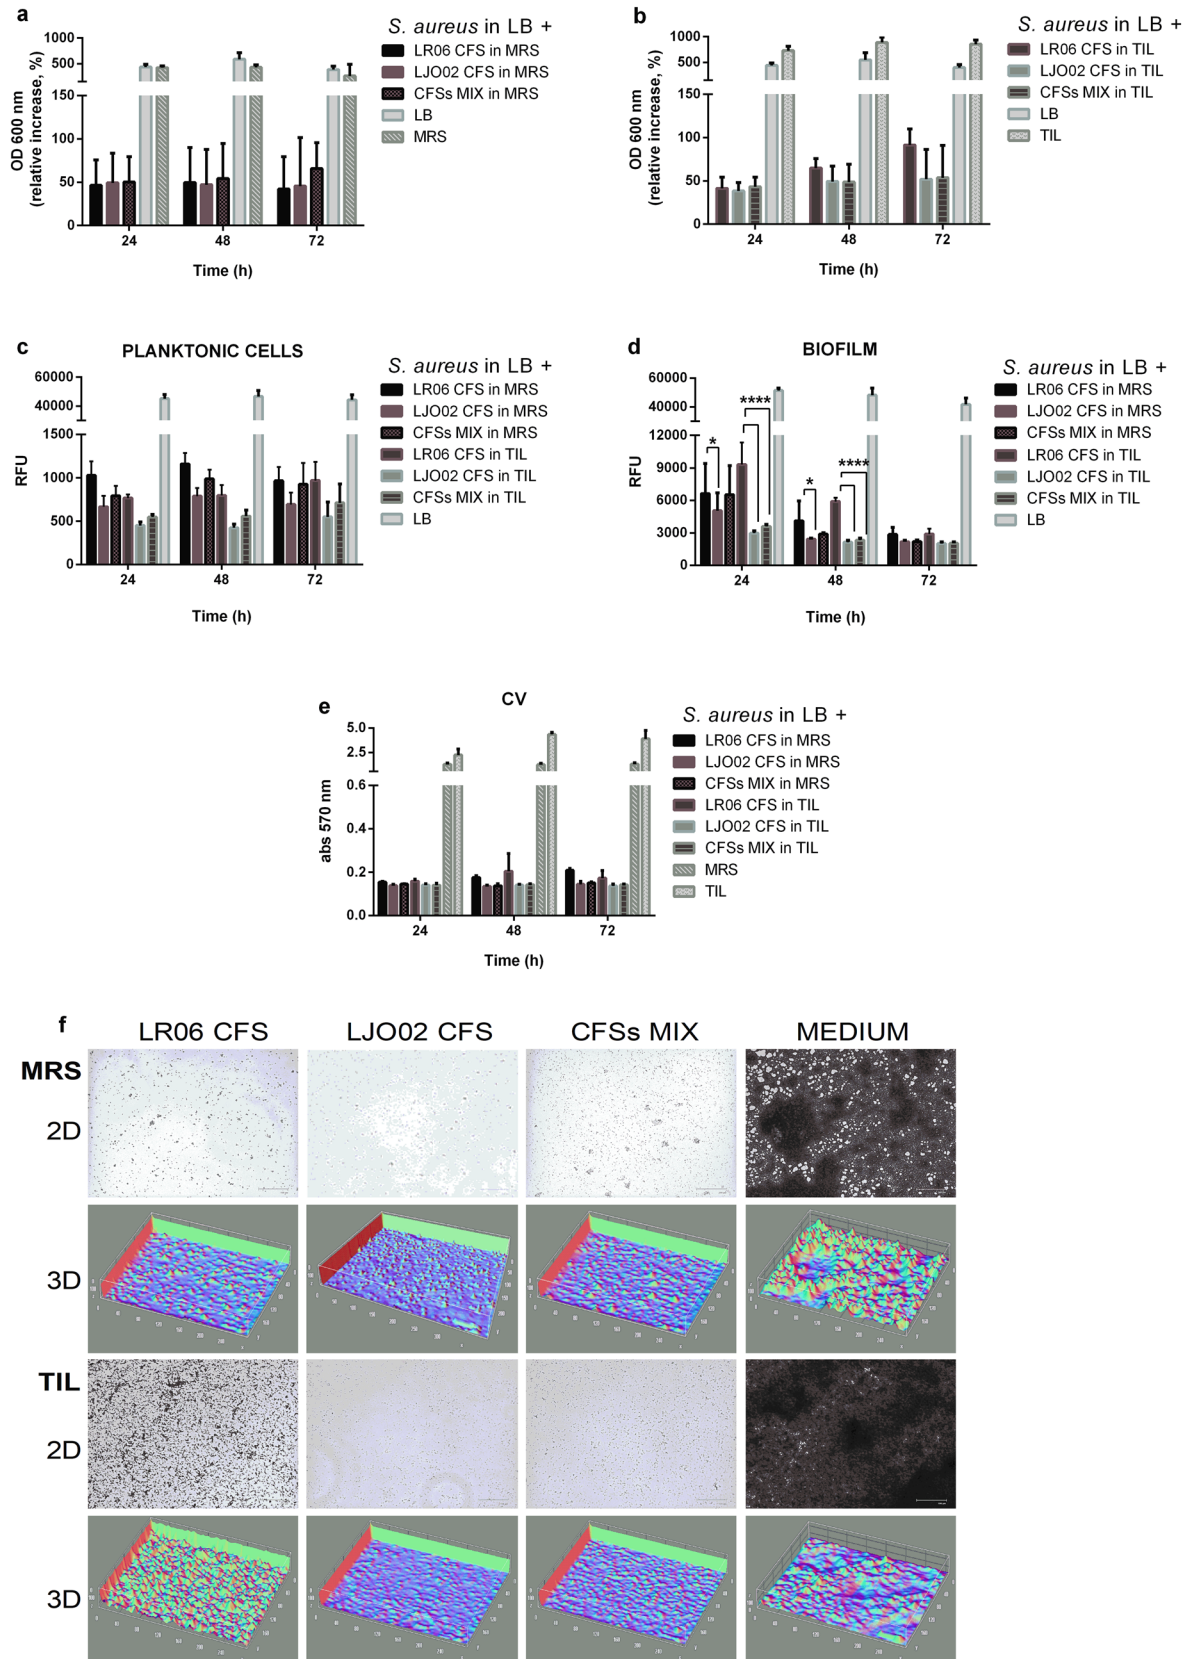 a
S. aureus in LB +
OD 600 nm
(relative increase, %)
1000
500
150
100
50
0
24
48
72
Time (h)
LR06 CFS in MRS
LJO02 CFS in MRS
CFSs MIX in MRS
LB
MRS
b
S. aureus in LB +
OD 600 nm
(relative increase, %)
1000
500
150
100
50
0
24
48
72
Time (h)
LR06 CFS in TIL
LJO02 CFS in TIL
CFSs MIX in TIL
LB
TIL
c
PLANKTONIC CELLS
S. aureus in LB +
RFU
60000
40000
1500
1000
500
0
24
48
72
Time (h)
LR06 CFS in MRS
LJO02 CFS in MRS
CFSs MIX in MRS
LR06 CFS in TIL
LJO02 CFS in TIL
CFSs MIX in TIL
LB
d
BIOFILM
S. aureus in LB +
RFU
60000
40000
12000
9000
6000
3000
0
*
****
*
****
24
48
72
Time (h)
LR06 CFS in MRS
LJO02 CFS in MRS
CFSs MIX in MRS
LR06 CFS in TIL
LJO02 CFS in TIL
CFSs MIX in TIL
LB
e
CV
S. aureus in LB +
abs 570 nm
5.0
2.5
0.6
0.4
0.2
0.0
24
48
72
Time (h)
LR06 CFS in MRS
LJO02 CFS in MRS
CFSs MIX in MRS
LR06 CFS in TIL
LJO02 CFS in TIL
CFSs MIX in TIL
MRS
TIL
f
LR06 CFS
LJO02 CFS
CFSs MIX
MEDIUM
MRS
2D
3D
TIL
2D
3D